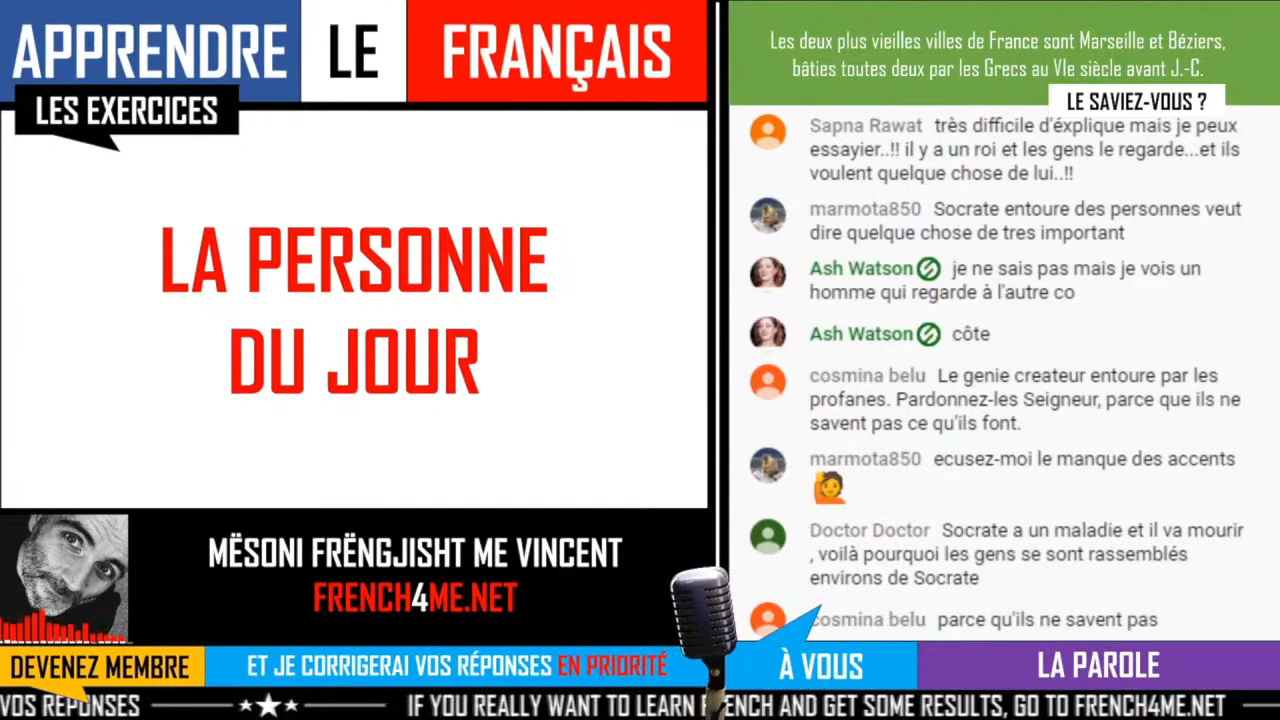 APPRENDRE LE FRANÇAIS
LES EXERCICES
LA PERSONNE
DU JOUR
MËSONI FRËNGJISHT ME VINCENT
FRENCH4ME.NET
Les deux plus vieilles villes de France sont Marseille et Béziers,
bâties toutes deux par les Grecs au VIe siècle avant J.-C.
LE SAVIEZ-VOUS ?
Sapna Rawat très difficile d'éxplique mais je peux
essayier..!! il y a un roi et les gens le regarde...et ils
voulent quelque chose de lui..!!
marmota850 Socrate entoure des personnes veut
dire quelque chose de tres important
Ash Watson je ne sais pas mais je vois un
homme qui regarde à l'autre co
Ash Watson côte
cosmina belu Le genie createur entoure par les
profanes. Pardonnez-les Seigneur, parce que ils ne
savent pas ce qu'ils font.
marmota850 ecusez-moi le manque des accents
Doctor Doctor Socrate a un maladie et il va mourir
, voilà pourquoi les gens se sont rassemblés
environs de Socrate
cosmina belu parce qu'ils ne savent pas
DEVENEZ MEMBRE
ET JE CORRIGERAI VOS RÉPONSES EN PRIORITÉ
À VOUS
LA PAROLE
VOS RÉPONSES
IF YOU REALLY WANT TO LEARN FRENCH AND GET SOME RESULTS, GO TO FRENCH4ME.NET